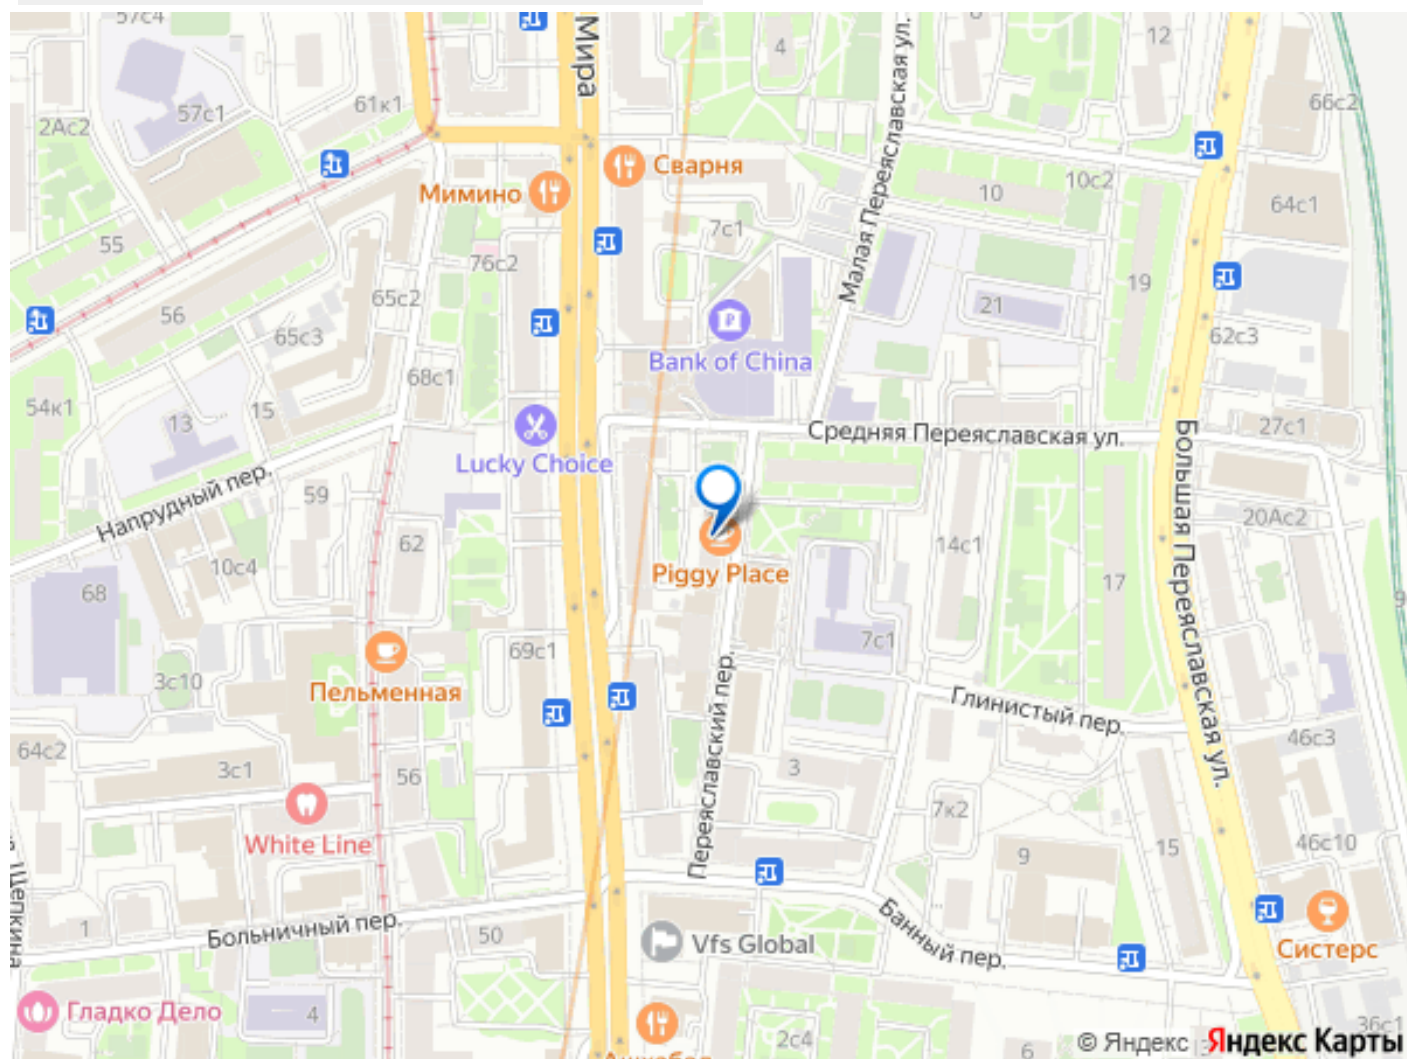 57с4
Мира
4
Малая Переяславская ул.
12
66с2
57с1
61к1
2Ас2
Сварня
Мимино
10
10с2
64с1
7с1
55
76с2
65с2
19
21
56
65с3
62с3
Bank of China
68с1
54к1
13
15
Lucky Choice
Средняя Переяславская ул.
27с1
Большая Переяславская ул.
Напрудный пер.
59
20Ас2
62
14с1
10с4
Piggy Place
17
68
7с1
69с1
3с10
Пельменная
Переяславский пер.
Глинистый пер.
46с3
64с2
3с1
56
3
7к2
White Line
9
15
46с10
Щепкина
1
Больничный пер.
50
Vfs Global
Банный пер.
Систерс
Гладко Дело
4
2с4
6
36с1
© Яндекс Яндекс Карты